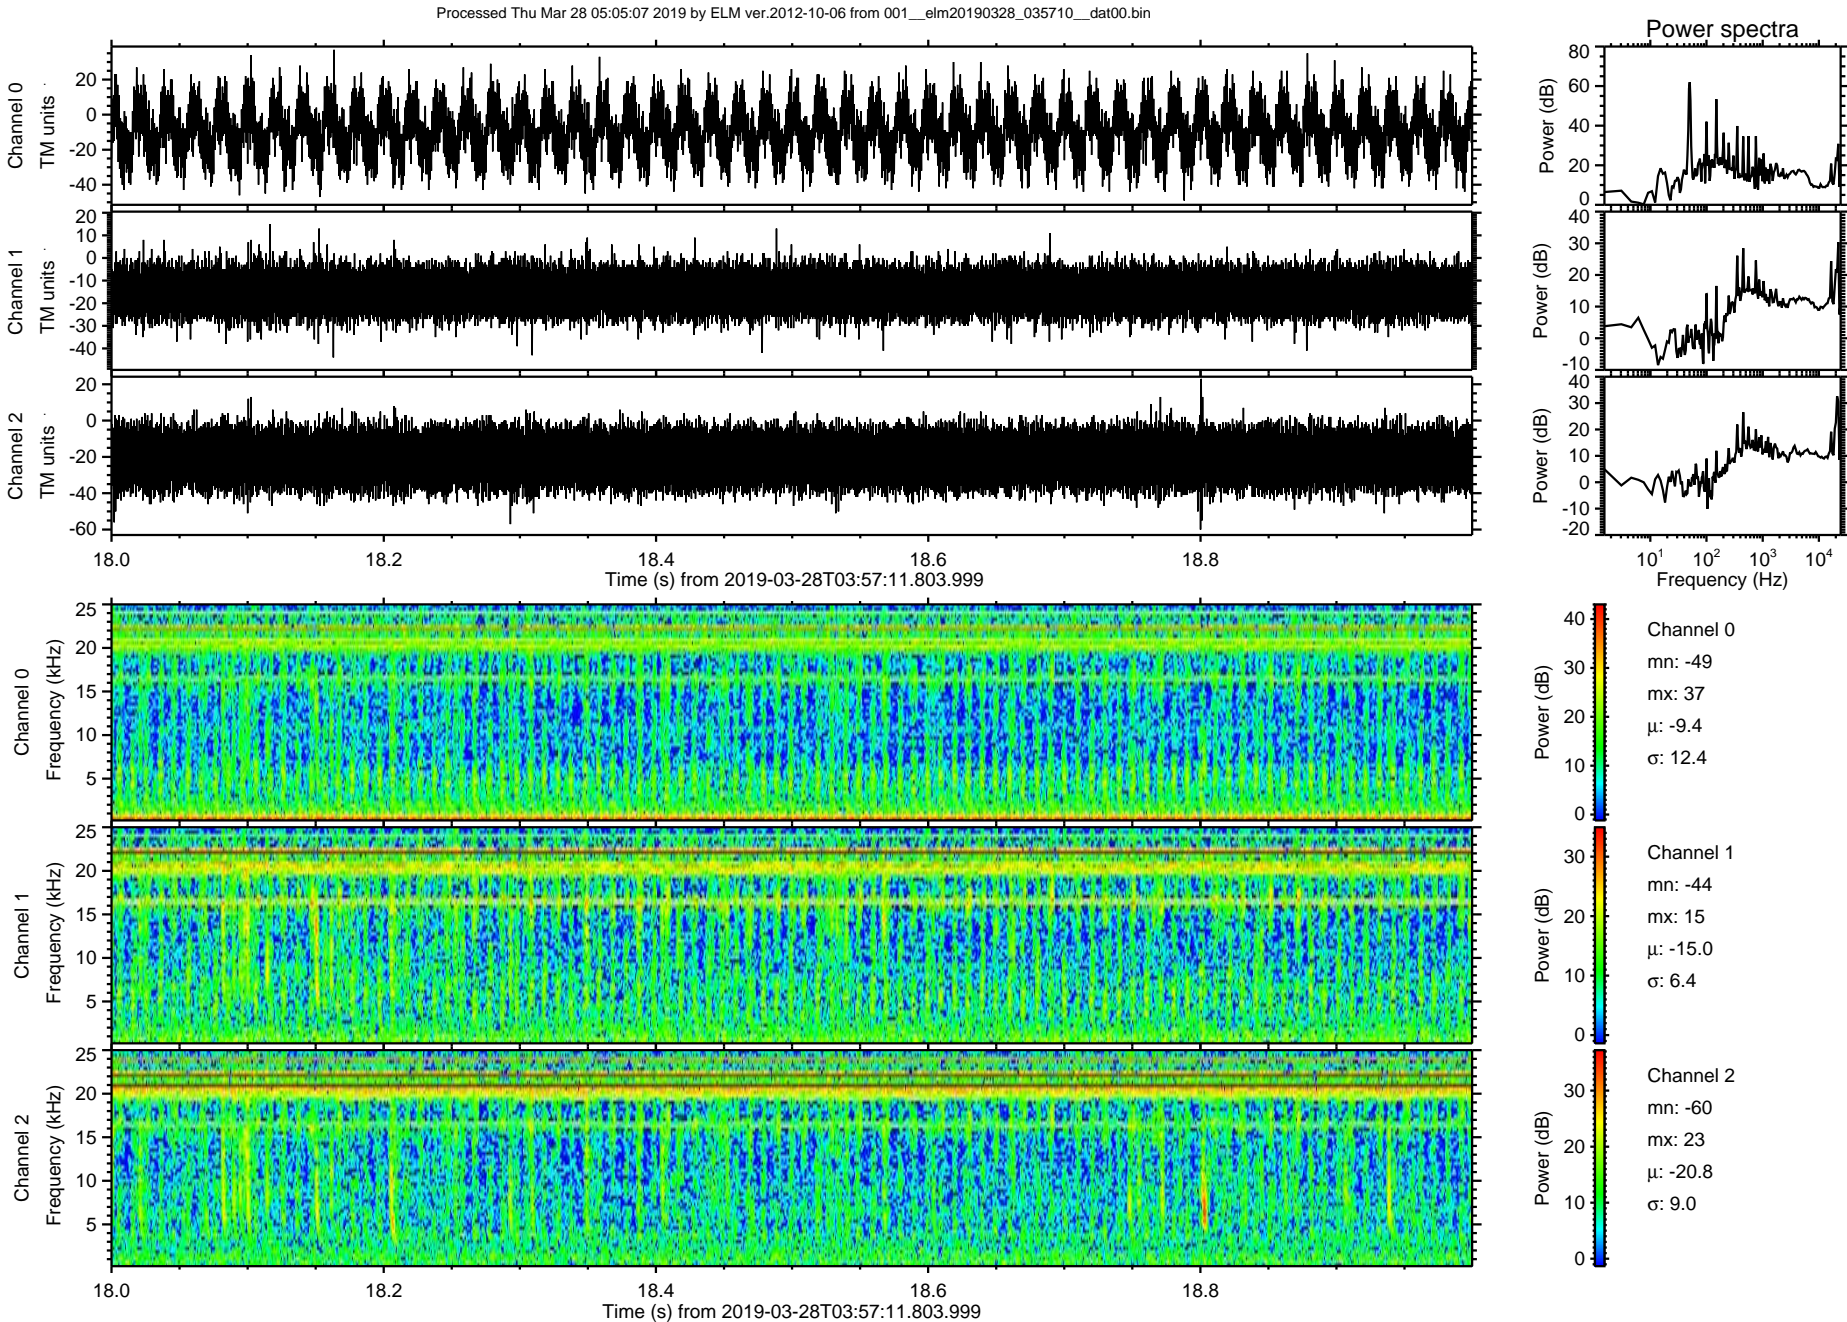 Processed Thu Mar 28 05:05:07 2019 by ELM ver.2012-10-06 from 001__elm20190328_035710__dat00.bin
Power spectra
Channel 0
TM units
20
0
-20
-40
Power (dB)
80
60
40
20
0
Channel 1
TM units
20
10
0
-10
-20
-30
-40
Power (dB)
40
30
20
10
0
-10
Channel 2
TM units
20
0
-20
-40
-60
Power (dB)
40
30
20
10
0
-10
-20
18.0 18.2 18.4 18.6 18.8
Time (s) from 2019-03-28T03:57:11.803.999
10¹ 10² 10³ 10⁴
Frequency (Hz)
Channel 0
Frequency (kHz)
25
20
15
10
5
Power (dB)
40
30
20
10
0
Channel 0
mn: -49
mx: 37
μ: -9.4
σ: 12.4
Channel 1
Frequency (kHz)
25
20
15
10
5
Power (dB)
30
20
10
0
Channel 1
mn: -44
mx: 15
μ: -15.0
σ: 6.4
Channel 2
Frequency (kHz)
25
20
15
10
5
Power (dB)
30
20
10
0
Channel 2
mn: -60
mx: 23
μ: -20.8
σ: 9.0
18.0 18.2 18.4 18.6 18.8
Time (s) from 2019-03-28T03:57:11.803.999